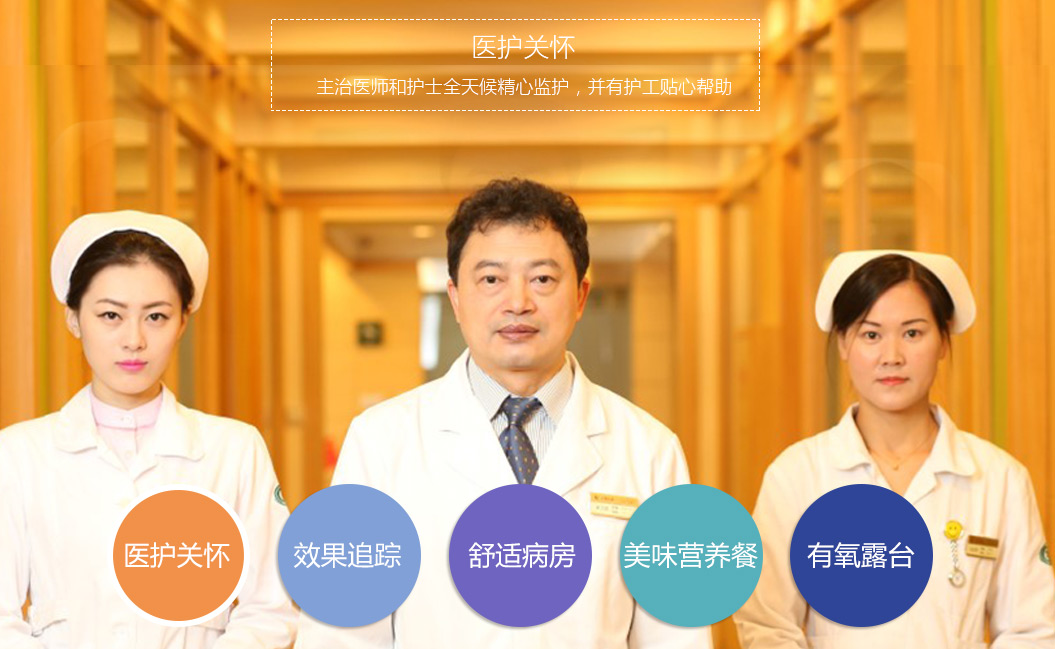 医护关怀
主治医师和护士全天候精心监护，并有护工贴心帮助
医护关怀
效果追踪
舒适病房
美味营养餐
有氧露台